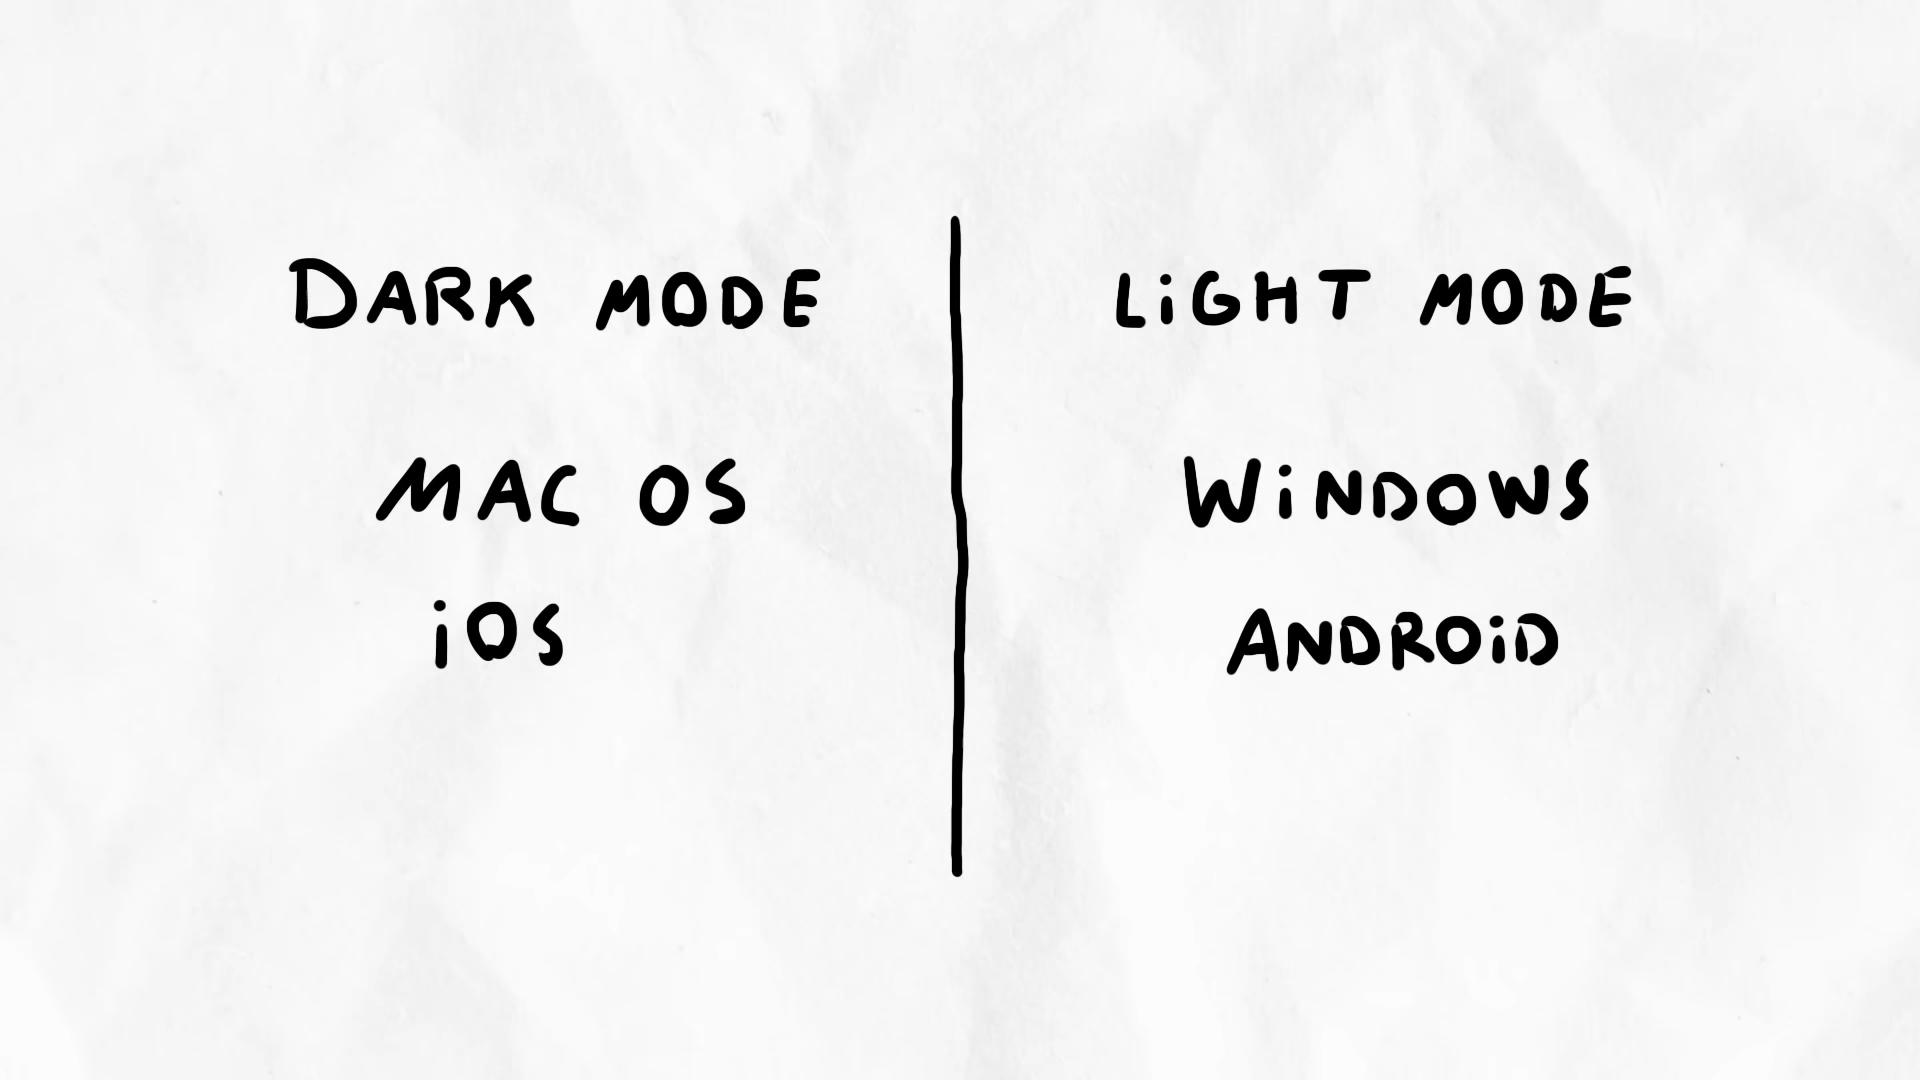 DARK MODE
MAC OS
iOS
LiGHT MODE
WiNDOWS
ANDROiD